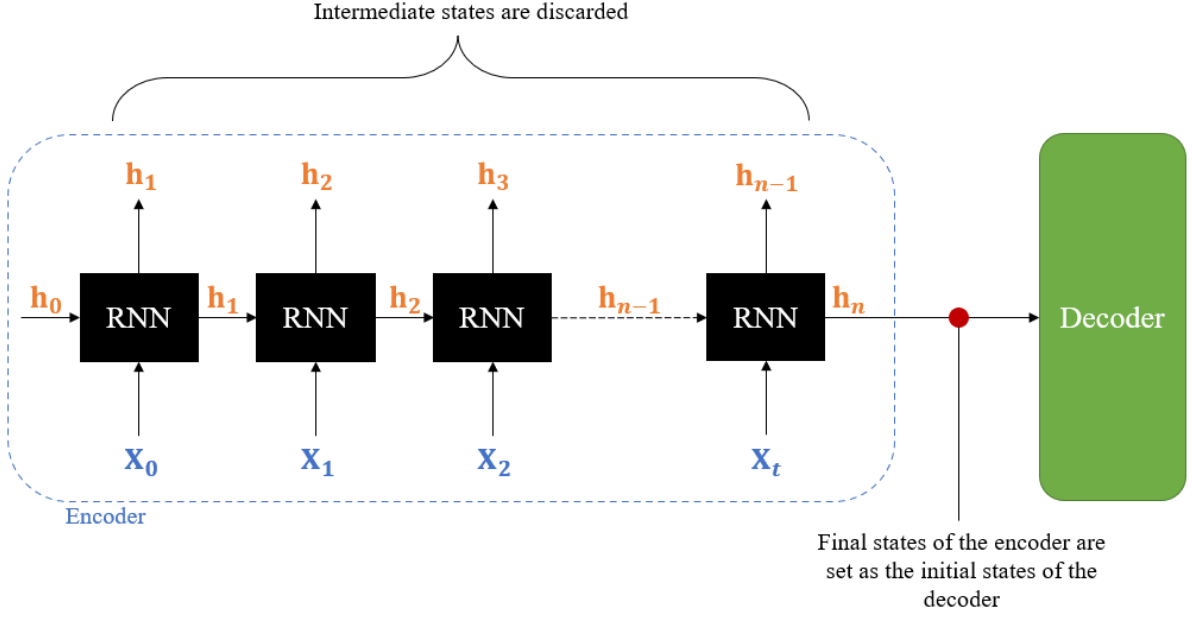 Intermediate states are discarded
h₁ h₂ h₃ hₙ₋₁
h₀ RNN h₁ RNN h₂ RNN hₙ₋₁ RNN hₙ Decoder
X₀ X₁ X₂ Xₜ
Encoder
Final states of the encoder are
set as the initial states of the
decoder